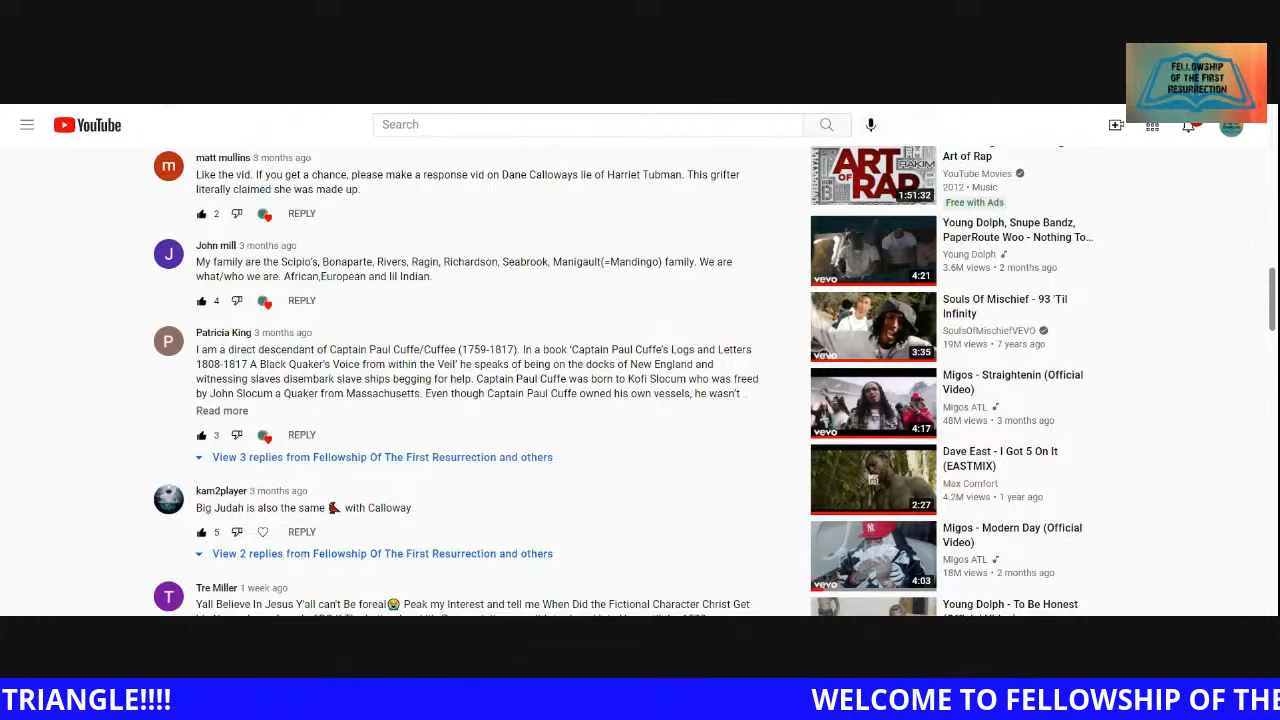 FELLOWSHIP
OF THE FIRST
RESURRECTION
YouTube
Search
matt mullins 3 months ago
Like the vid. If you get a chance, please make a response vid on Dane Calloways lie of Harriet Tubman. This grifter
literally claimed she was made up.
2 REPLY
John mill 3 months ago
My family are the Scipo's, Bonaparte, Rivers, Ragin, Richardson, Seabrook, Manigault(=Mandingo) family. We are
what/who we are. African,European and lil Indian.
4 REPLY
Patricia King 3 months ago
I am a direct descendant of Captain Paul Cuffe/Cuffee (1759-1817). In a book 'Captain Paul Cuffe's Logs and Letters
1808-1817 A Black Quaker's Voice from within the Veil' he speaks of being on the docks of New England and
witnessing slaves disembark slave ships begging for help. Captain Paul Cuffe was born to Kofi Slocum who was freed
by John Slocum a Quaker from Massachusetts. Even though Captain Paul Cuffe owned his own vessels, he wasn't ..
Read more
3 REPLY
View 3 replies from Fellowship Of The First Resurrection and others
kam2player 3 months ago
Big Judah is also the same 💺 with Calloway
5 REPLY
View 2 replies from Fellowship Of The First Resurrection and others
Tre Miller 1 week ago
Yall Believe In Jesus Y'all can't Be foreal😭 Peak my Interest and tell me When Did the Fictional Character Christ Get
ART
OF RAP
RAKIM
1:51:32
Art of Rap
YouTube Movies
2012 • Music
Free with Ads
4:21
Young Dolph, Snupe Bandz,
PaperRoute Woo - Nothing To...
Young Dolph
3.6M views • 2 months ago
vevo
3:35
Souls Of Mischief - 93 'Til
Infinity
SoulsOfMischiefVEVO
19M views • 7 years ago
vevo
4:17
Migos - Straightenin (Official
Video)
Migos ATL
48M views • 3 months ago
DAVE
EAST
2:27
Dave East - I Got 5 On It
(EASTMIX)
Max Comfort
4.2M views • 1 year ago
vevo
4:03
Migos - Modern Day (Official
Video)
Migos ATL
18M views • 2 months ago
Young Dolph - To Be Honest
TRIANGLE!!!! WELCOME TO FELLOWSHIP OF THE